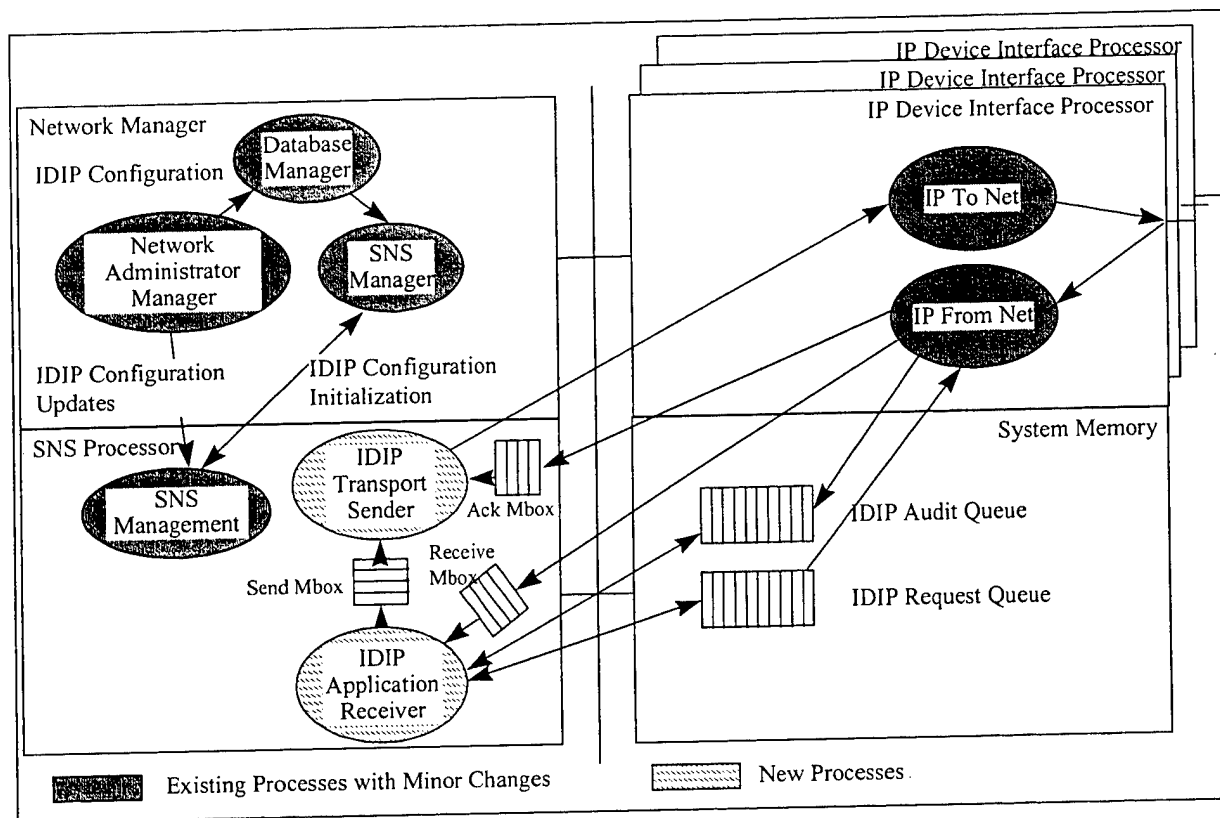 IP Device Interface Processor
IP Device Interface Processor
IP Device Interface Processor
Network Manager
IDIP Configuration
Database
Manager
Network
Administrator
Manager
SNS
Manager
IP To Net
IP From Net
IDIP Configuration
Updates
IDIP Configuration
Initialization
SNS Processor
SNS
Management
IDIP
Transport
Sender
Ack Mbox
Send Mbox
Receive
Mbox
IDIP
Application
Receiver
System Memory
IDIP Audit Queue
IDIP Request Queue
Existing Processes with Minor Changes
New Processes